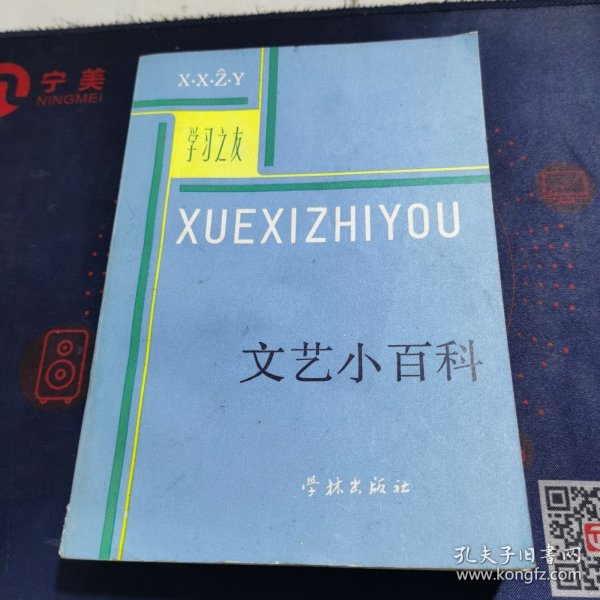 宁美
NINGMEI
X·X·Ẑ·Y
学习之友
XUEXIZHIYOU
文艺小百科
学林出版社
孔夫子旧书网
www.kongfz.com